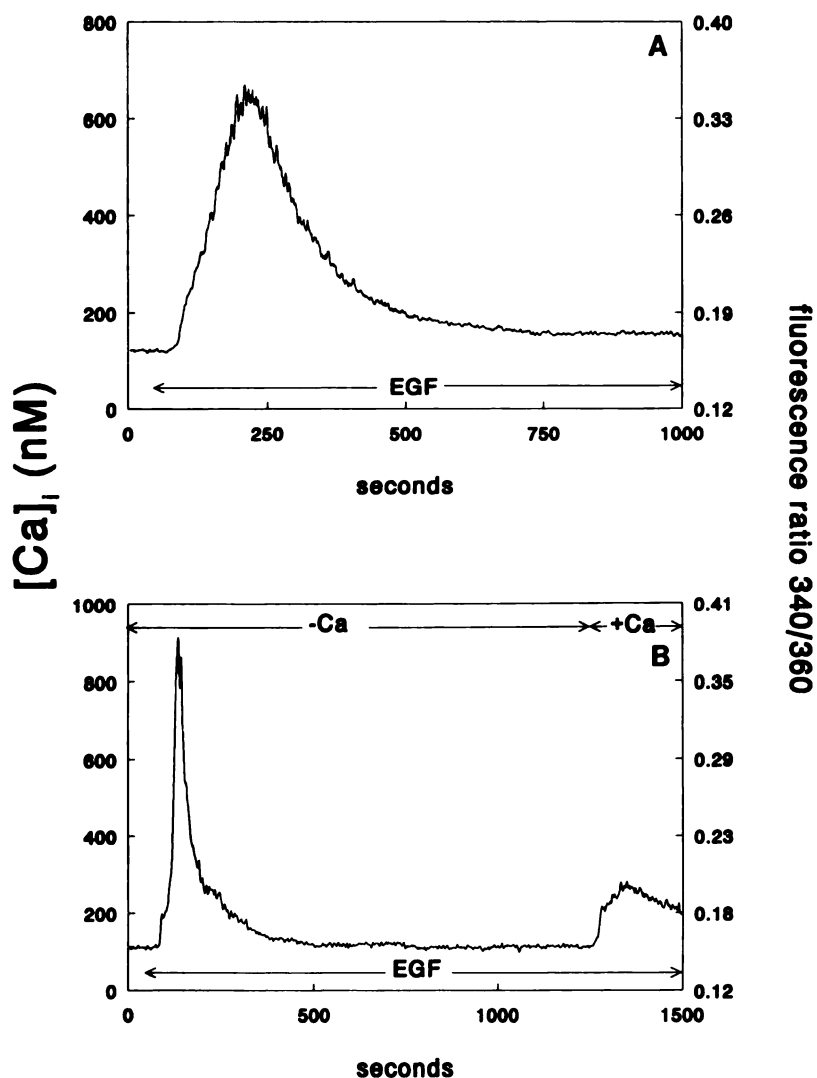 800
600
400
200
0
0.40
0.33
0.26
0.19
0.12
A
EGF
0 250 500 750 1000
seconds
[Ca]i (nM)
fluorescence ratio 340/360
1000
800
600
400
200
0
0.41
0.35
0.29
0.23
0.18
0.12
-Ca +Ca
B
EGF
0 500 1000 1500
seconds